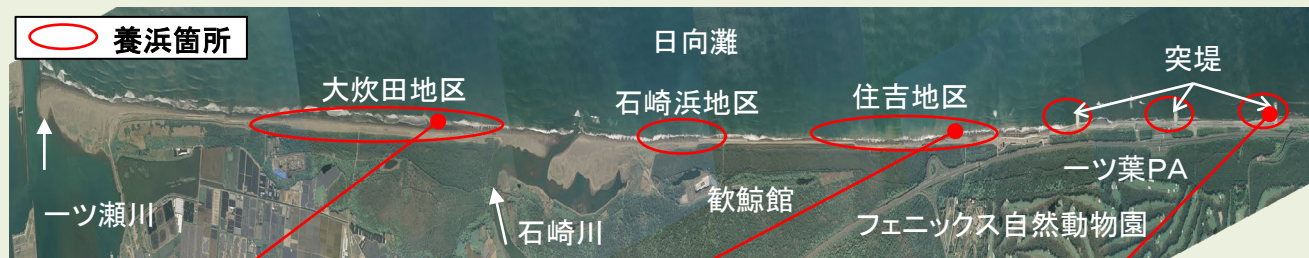 養浜箇所
日向灘
突堤
大炊田地区
石崎浜地区
住吉地区
一ツ葉PA
一ツ瀬川
石崎川
歓鯨館
フェニックス自然動物園